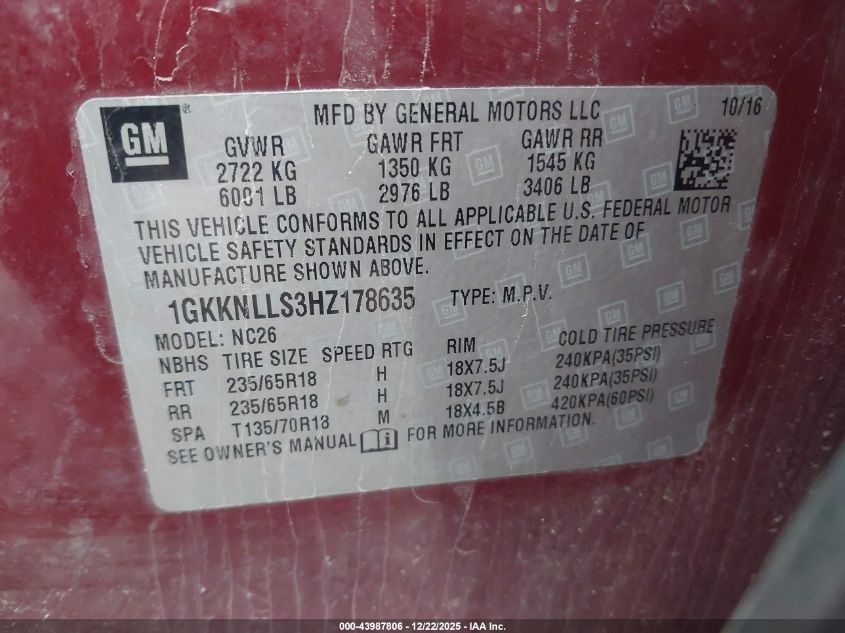 GM ® MFD BY GENERAL MOTORS LLC 10/16
GVWR GAWR FRT GAWR RR
2722 KG 1350 KG 1545 KG
6001 LB 2976 LB 3406 LB
THIS VEHICLE CONFORMS TO ALL APPLICABLE U.S. FEDERAL MOTOR
VEHICLE SAFETY STANDARDS IN EFFECT ON THE DATE OF
MANUFACTURE SHOWN ABOVE.
1GKKNLLS3HZ178635 TYPE: M.P.V.
MODEL: NC26
NBHS TIRE SIZE SPEED RTG RIM COLD TIRE PRESSURE
FRT 235/65R18 H 18X7.5J 240KPA(35PSI)
RR 235/65R18 H 18X7.5J 240KPA(35PSI)
SPA T135/70R18 M 18X4.5B 420KPA(60PSI)
SEE OWNER'S MANUAL FOR MORE INFORMATION.
000-43987806 - 12/22/2025 - IAA Inc.